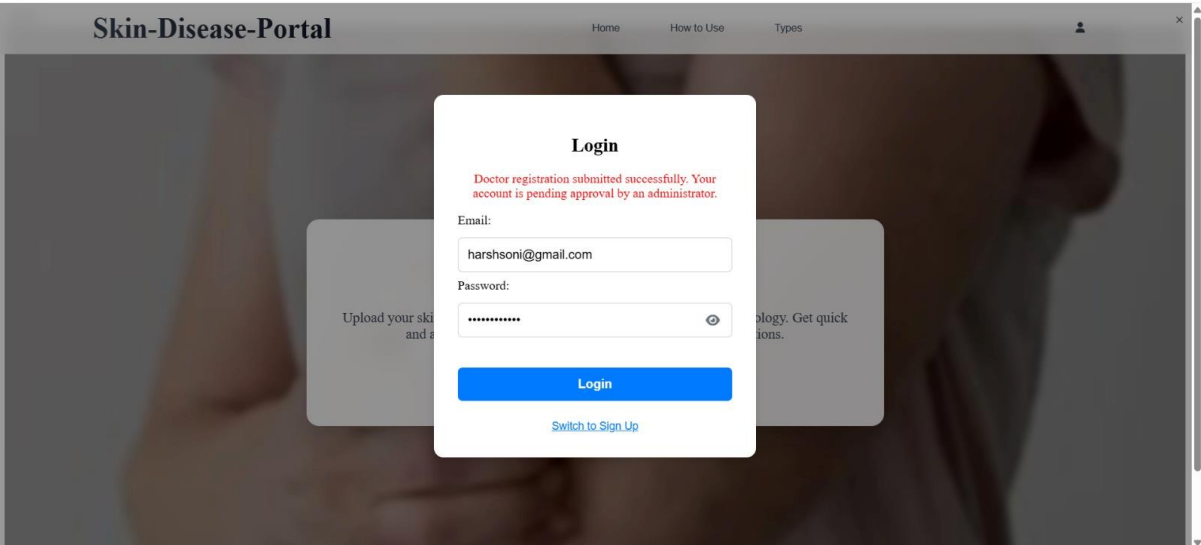 Skin-Disease-Portal
Home How to Use Types
×
Login
Doctor registration submitted successfully. Your
account is pending approval by an administrator.
Email:
harshsoni@gmail.com
Password:
••••••••••••
Login
Switch to Sign Up
Upload your ski
ology. Get quick
and a
ions.